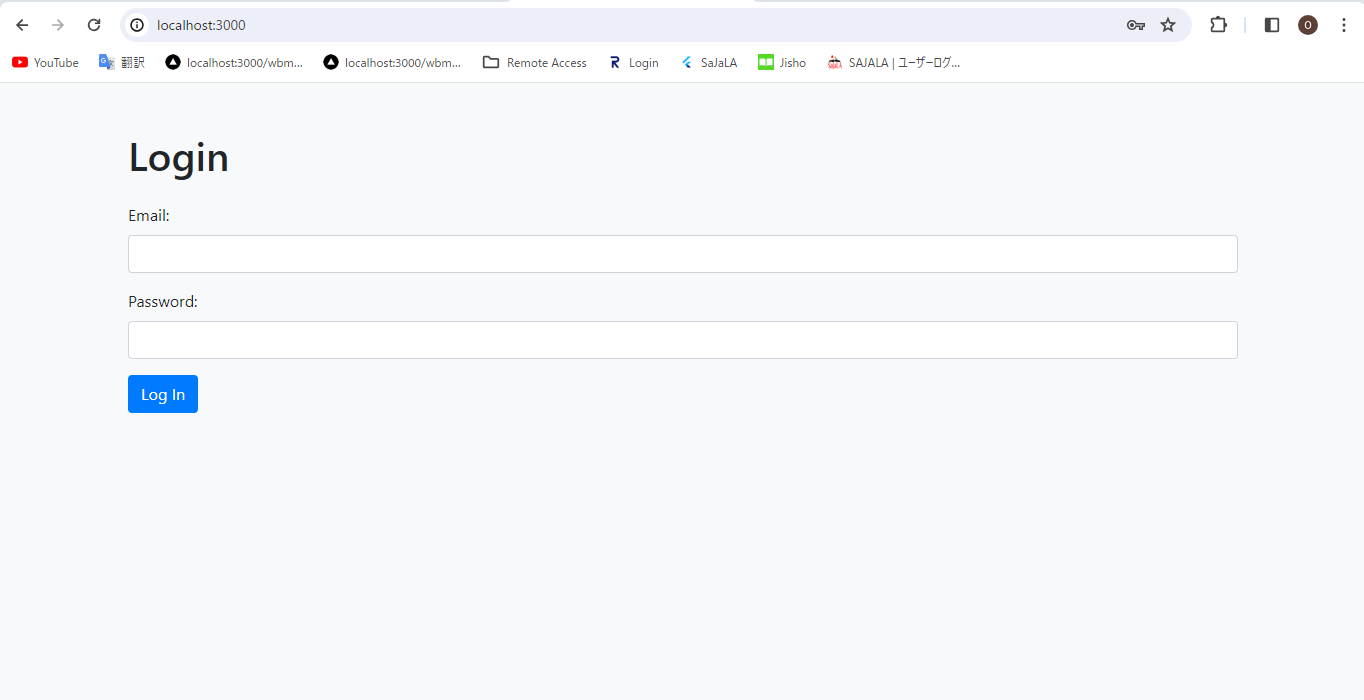 localhost:3000
O
YouTube 翻訳 localhost:3000/wbm... localhost:3000/wbm... Remote Access Login SaJaLA Jisho SAJALA | ユーザーログ...
Login
Email:
Password:
Log In